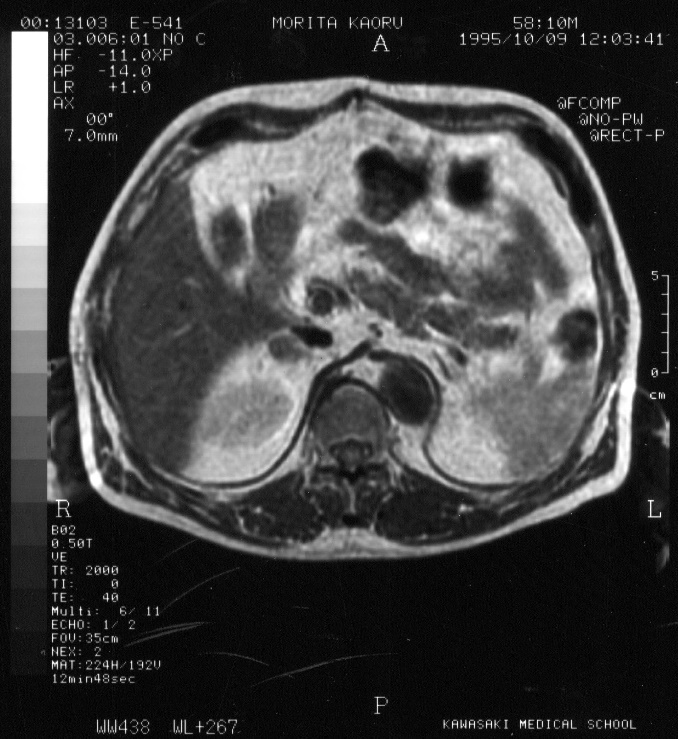 00:13103 E-541 MORITA KAORU 58:10M
03.006:01 NO C 1995/10/09 12:03:41
HF -11.0XP
AP -14.0
LR +1.0
AX
00°
7.0mm
A
@FCOMP
@NO-PW
@RECT-P
5
0
cm
R
L
B02
0.50T
VE
TR: 2000
TI: 0
TE: 40
Multi: 6/ 11
ECHO: 1/ 2
FOV:35cm
NEX: 2
MAT:224H/192V
12min48sec
P
WW438 WL+267
KAWASAKI MEDICAL SCHOOL